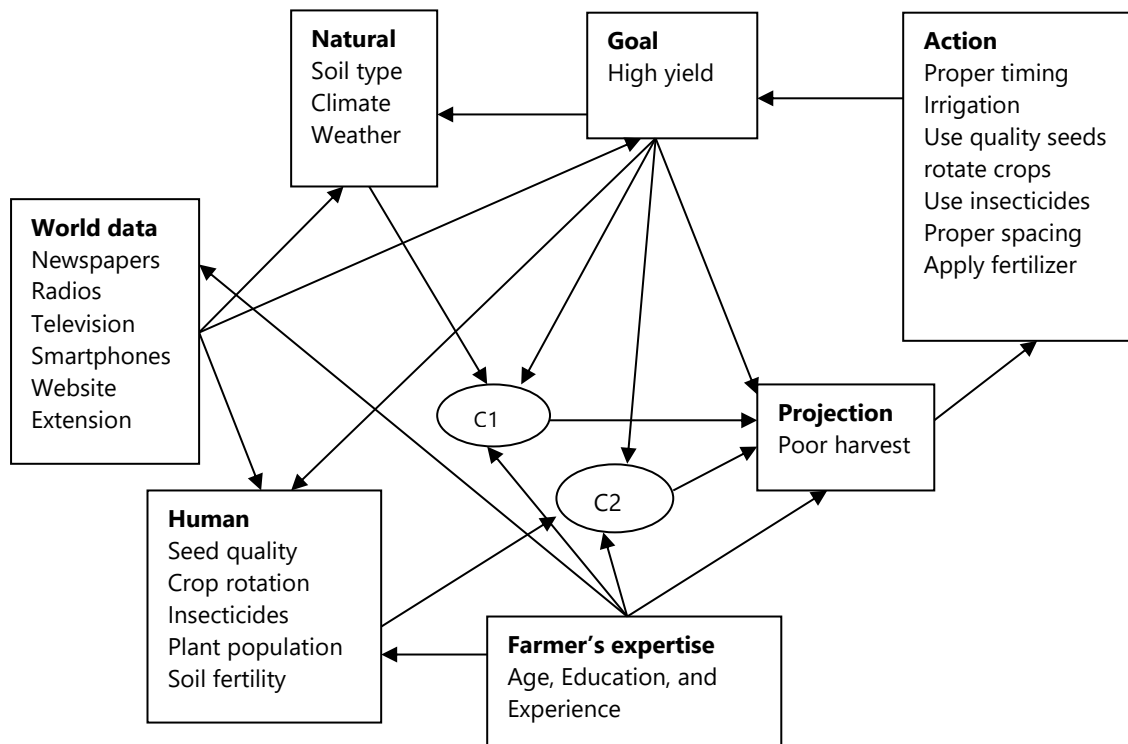 Natural
Soil type
Climate
Weather
Goal
High yield
Action
Proper timing
Irrigation
Use quality seeds
rotate crops
Use insecticides
Proper spacing
Apply fertilizer
World data
Newspapers
Radios
Television
Smartphones
Website
Extension
C1
C2
Projection
Poor harvest
Human
Seed quality
Crop rotation
Insecticides
Plant population
Soil fertility
Farmer’s expertise
Age, Education, and
Experience